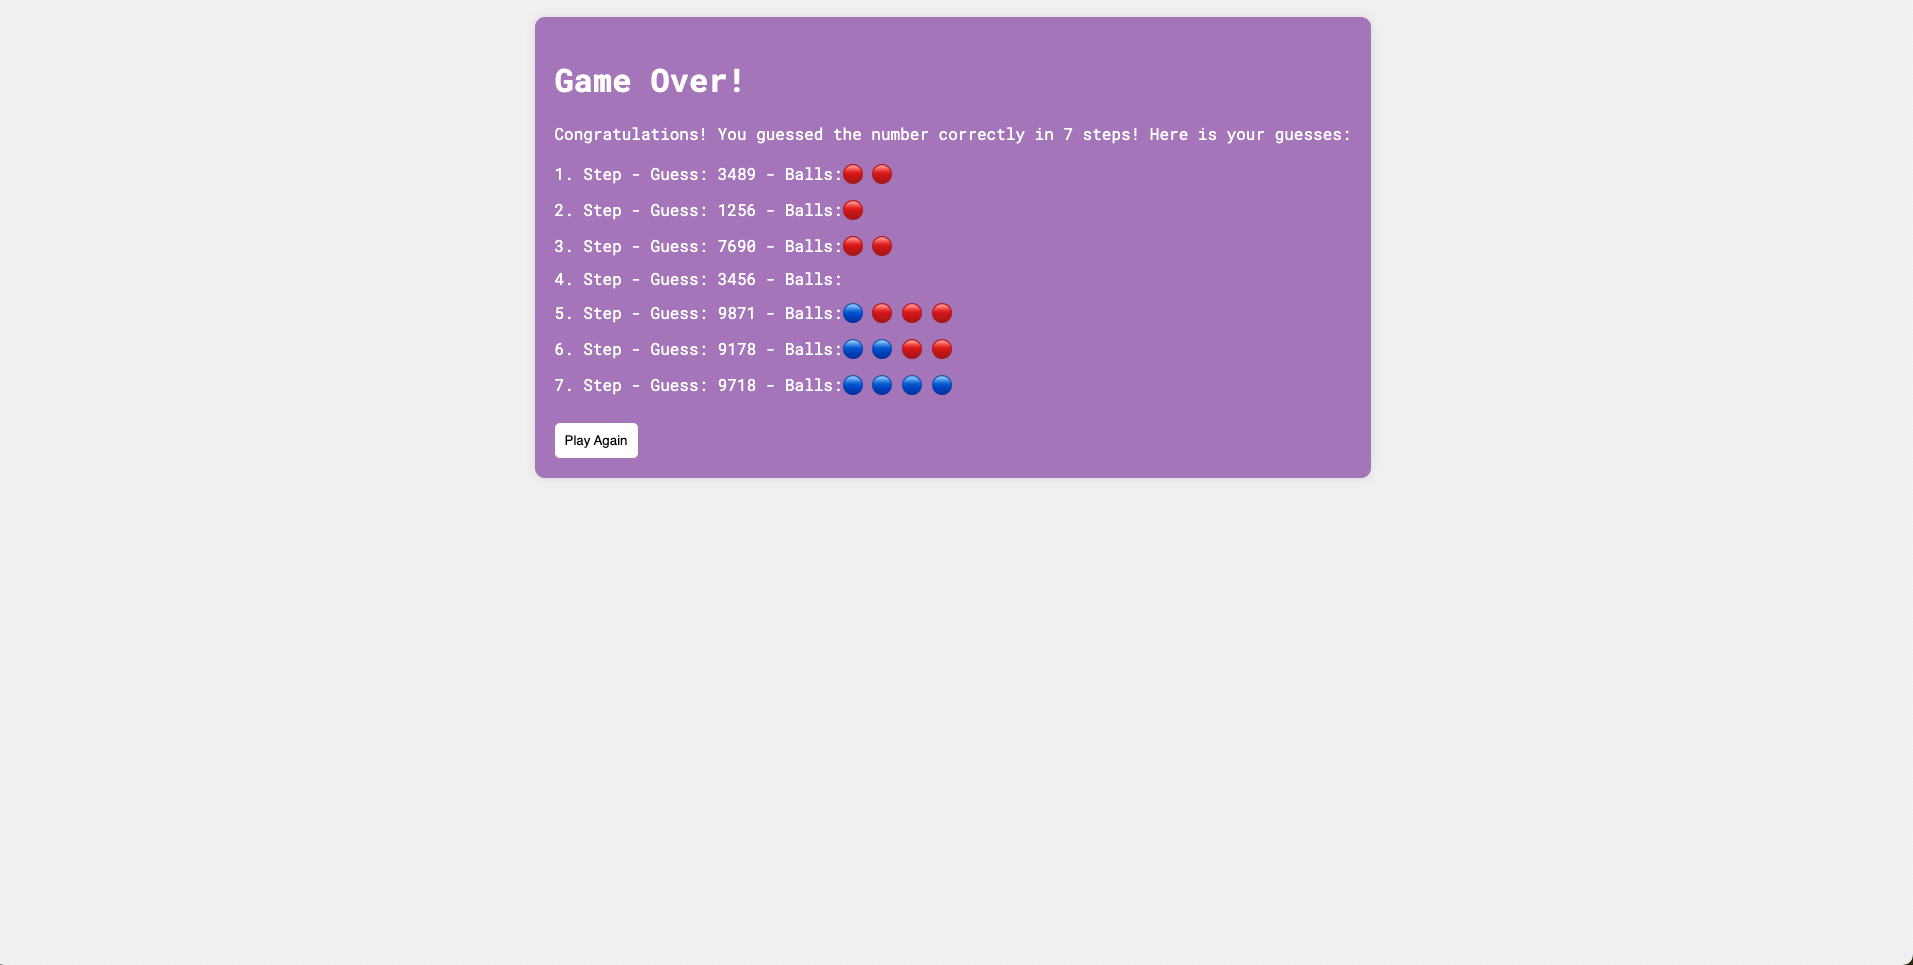 Game Over!
Congratulations! You guessed the number correctly in 7 steps! Here is your guesses:
1. Step - Guess: 3489 - Balls:
2. Step - Guess: 1256 - Balls:
3. Step - Guess: 7690 - Balls:
4. Step - Guess: 3456 - Balls:
5. Step - Guess: 9871 - Balls:
6. Step - Guess: 9178 - Balls:
7. Step - Guess: 9718 - Balls:
Play Again